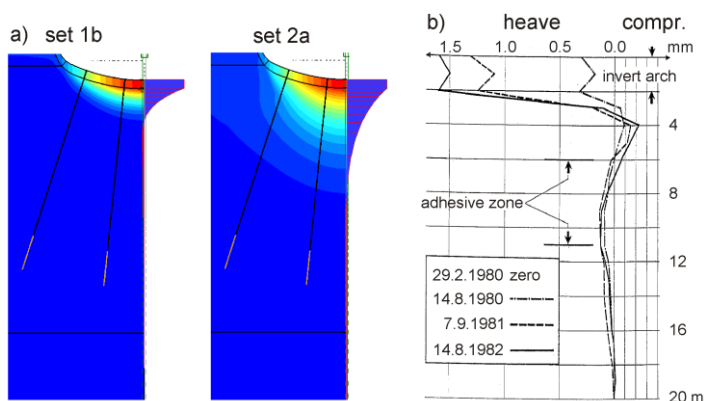 a) set 1b
set 2a
b) heave compr.
1.5 1.0 0.5 0.0 mm
invert arch
4
6
adhesive zone
8
29.2.1980 zero
14.8.1980
7.9.1981
14.8.1982
12
16
20 m